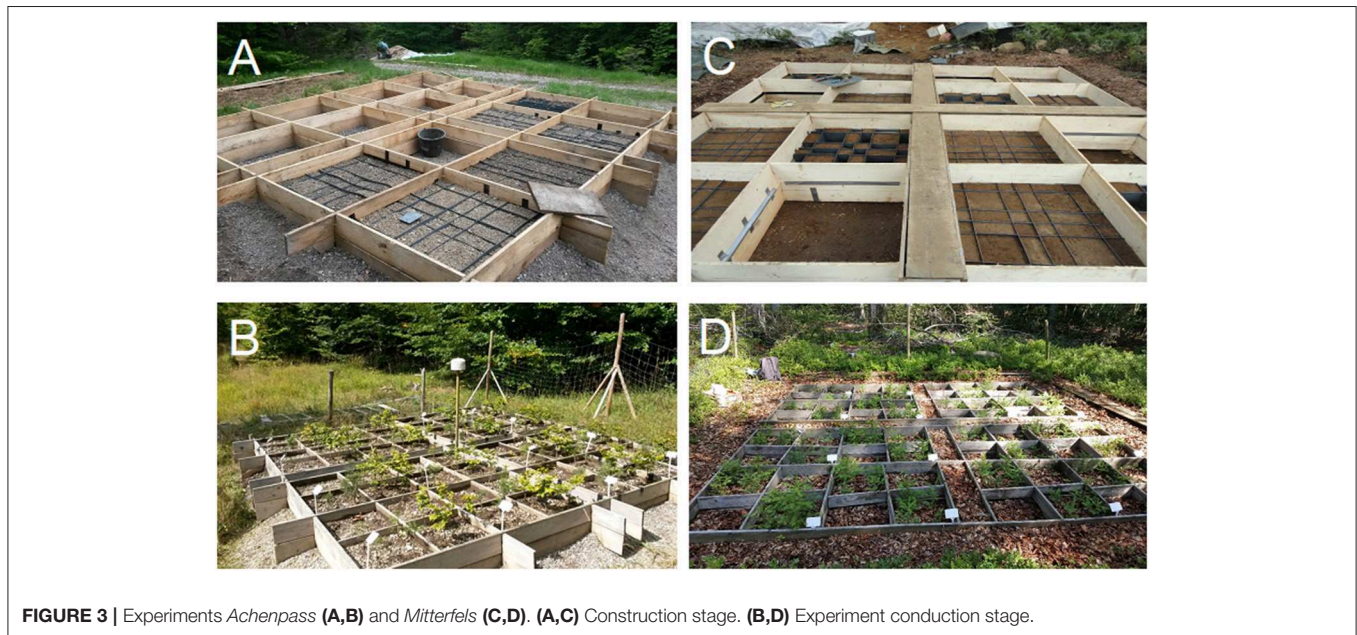 A
C
B
D
FIGURE 3 | Experiments Achenpass (A,B) and Mitterfels (C,D). (A,C) Construction stage. (B,D) Experiment conduction stage.